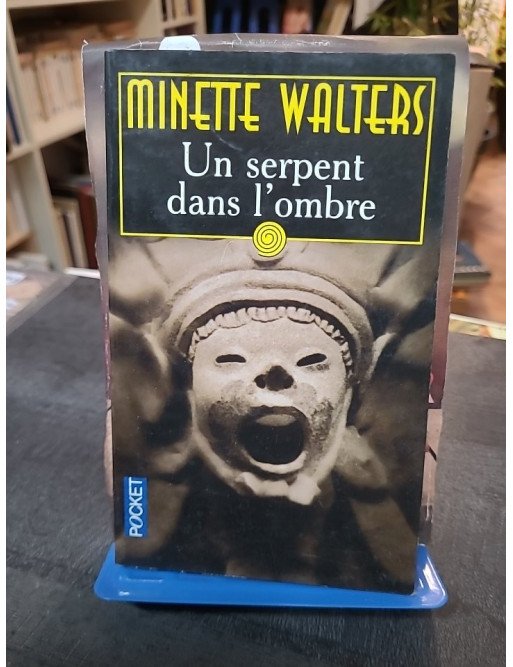 MINETTE WALTERS
Un serpent
dans l'ombre
POCKET